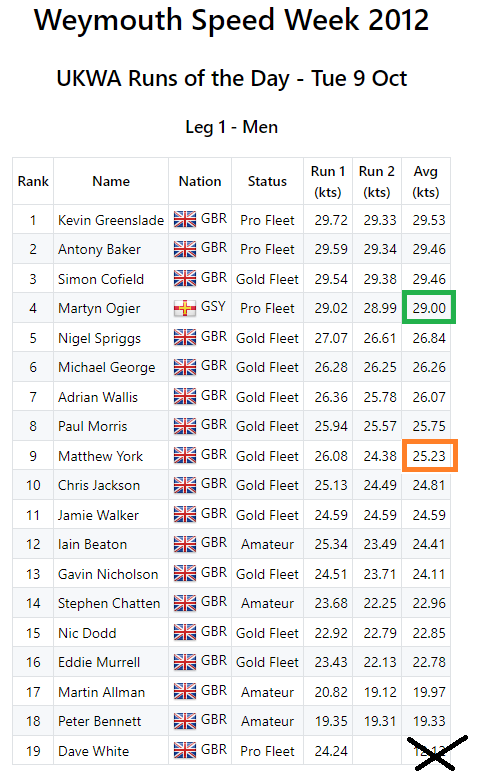 Weymouth Speed Week 2012
UKWA Runs of the Day - Tue 9 Oct
Leg 1 - Men
Rank Name Nation Status Run 1 (kts) Run 2 (kts) Avg (kts)
1 Kevin Greenslade GBR Pro Fleet 29.72 29.33 29.53
2 Antony Baker GBR Pro Fleet 29.59 29.34 29.46
3 Simon Cofield GBR Gold Fleet 29.54 29.38 29.46
4 Martyn Ogier GSY Pro Fleet 29.02 28.99 29.00
5 Nigel Spriggs GBR Gold Fleet 27.07 26.61 26.84
6 Michael George GBR Gold Fleet 26.28 26.25 26.26
7 Adrian Wallis GBR Gold Fleet 26.36 25.78 26.07
8 Paul Morris GBR Gold Fleet 25.94 25.57 25.75
9 Matthew York GBR Gold Fleet 26.08 24.38 25.23
10 Chris Jackson GBR Gold Fleet 25.13 24.49 24.81
11 Jamie Walker GBR Gold Fleet 24.59 24.59 24.59
12 Iain Beaton GBR Amateur 25.34 23.49 24.41
13 Gavin Nicholson GBR Gold Fleet 24.51 23.71 24.11
14 Stephen Chatten GBR Amateur 23.68 22.25 22.96
15 Nic Dodd GBR Gold Fleet 22.92 22.79 22.85
16 Eddie Murrell GBR Gold Fleet 23.43 22.13 22.78
17 Martin Allman GBR Amateur 20.82 19.12 19.97
18 Peter Bennett GBR Amateur 19.35 19.31 19.33
19 Dave White GBR Pro Fleet 24.24